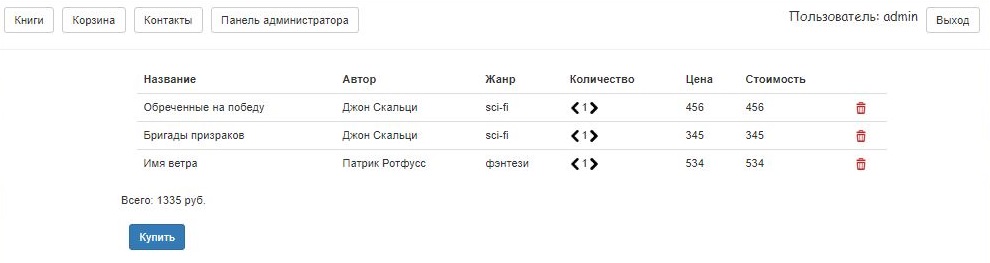 Книги Корзина Контакты Панель администратора Пользователь: admin Выход
Название Автор Жанр Количество Цена Стоимость
Обреченные на победу Джон Скальци sci-fi 1 456 456
Бригады призраков Джон Скальци sci-fi 1 345 345
Имя ветра Патрик Ротфусс фэнтези 1 534 534
Всего: 1335 руб.
Купить